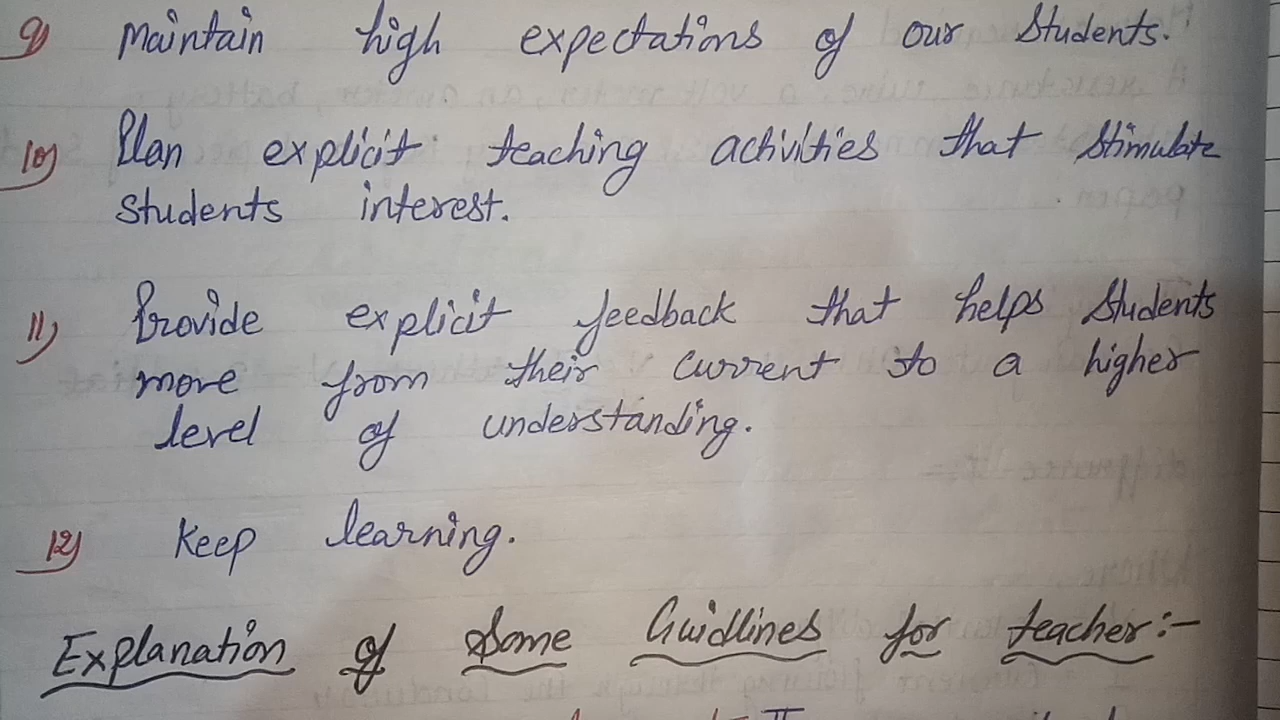 9) Maintain high expectations of our students.
10) Plan explicit teaching activities that stimulate
students interest.
11) Provide explicit feedback that helps students
more from their current to a higher
level of understanding.
12) Keep learning.
Explanation of Some Guidlines for teacher:-